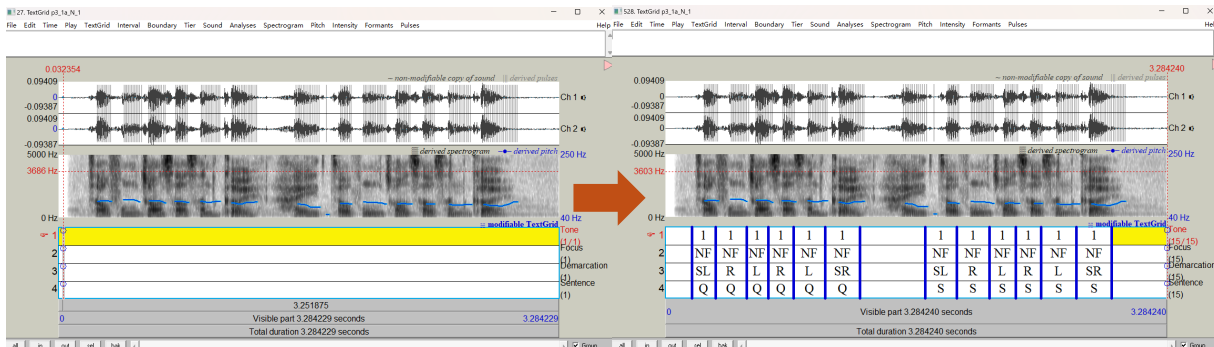 27. TextGrid p3_1a_N_1
File Edit Time Play TextGrid Interval Boundary Tier Sound Analyses Spectrogram Pitch Intensity Formants Pulses Help
0.032354
~ non-modifiable copy of sound || derived pulses
0.09409
0
-0.09387
Ch 1
0.09409
0
-0.09387
Ch 2
derived spectrogram derived pitch
5000 Hz
250 Hz
3686 Hz
0 Hz
40 Hz
modifiable TextGrid
1
Tone
(1/1)
2
Focus
(1)
3
Demarcation
(1)
4
Sentence
(1)
3.251875
0 Visible part 3.284229 seconds 3.284229
Total duration 3.284229 seconds
all in out sel bak Group
528. TextGrid p3_1a_N_1
File Edit Time Play TextGrid Interval Boundary Tier Sound Analyses Spectrogram Pitch Intensity Formants Pulses Hel
3.284240
~ non-modifiable copy of sound || derived pulses
0.09409
0
-0.09387
Ch 1
0.09409
0
-0.09387
Ch 2
derived spectrogram derived pitch
5000 Hz
250 Hz
3603 Hz
0 Hz
40 Hz
modifiable TextGrid
1 1 1 1 1 1 1 1 1 1 1 1 1
Tone
(15/15)
2 NF NF NF NF NF NF NF NF NF NF NF NF
Focus
(15)
3 SL R L R L SR SL R L R L SR
Demarcation
(15)
4 Q Q Q Q Q Q S S S S S S
Sentence
(15)
0 Visible part 3.284240 seconds 3.284240
Total duration 3.284240 seconds
all in out sel bak Group